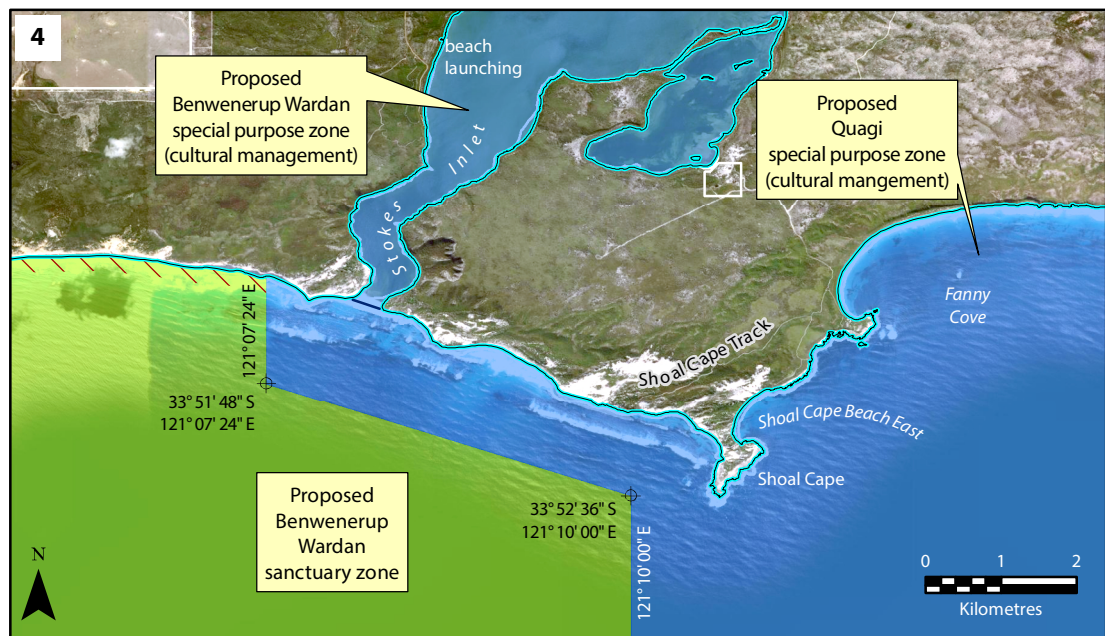 4
beach
launching
Proposed
Benwenerup Wardan
special purpose zone
(cultural management)
Proposed
Quagi
special purpose zone
(cultural mangement)
Stokes Inlet
Fanny
Cove
121° 07' 24" E
33° 51' 48" S
121° 07' 24" E
Shoal Cape Track
Shoal Cape Beach East
Shoal Cape
Proposed
Benwenerup
Wardan
sanctuary zone
33° 52' 36" S
121° 10' 00" E
121° 10' 00" E
N
0 1 2
Kilometres